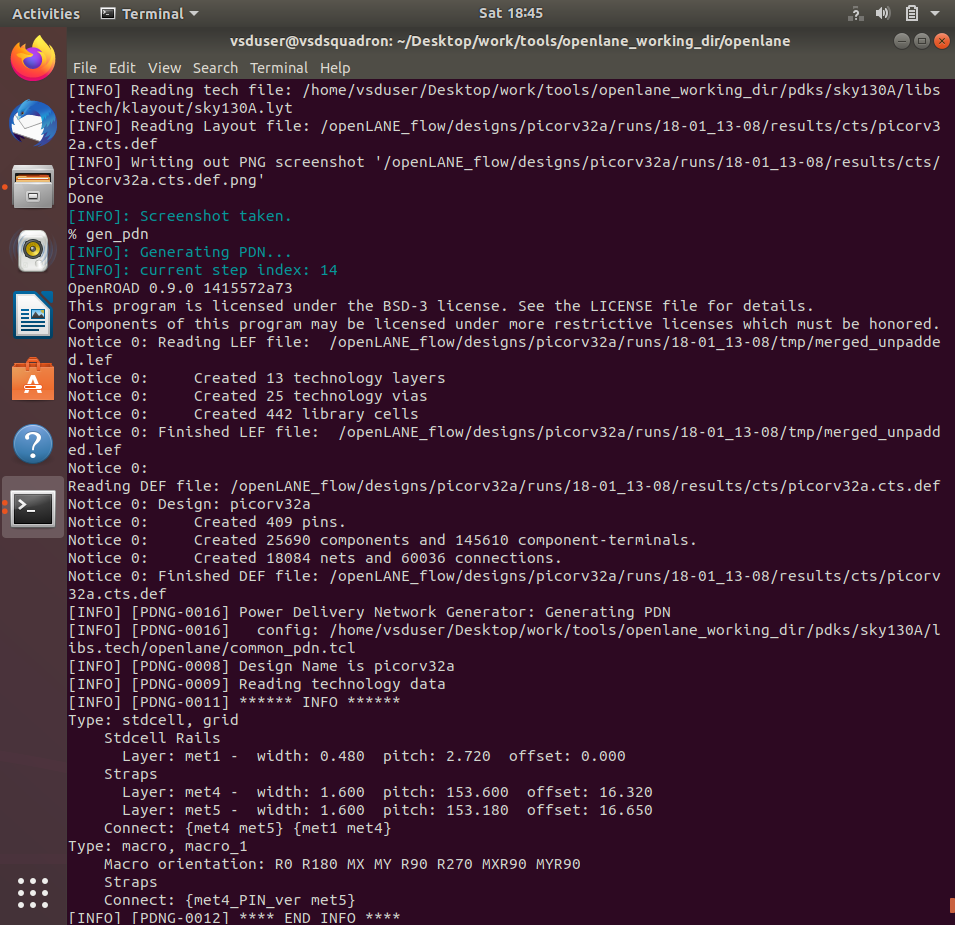 Activities Terminal Sat 18:45
vsduser@vsdsquadron: ~/Desktop/work/tools/openlane_working_dir/openlane
File Edit View Search Terminal Help
[INFO] Reading tech file: /home/vsduser/Desktop/work/tools/openlane_working_dir/pdks/sky130A/libs
.tech/klayout/sky130A.lyt
[INFO] Reading Layout file: /openLANE_flow/designs/picorv32a/runs/18-01_13-08/results/cts/picorv3
2a.cts.def
[INFO] Writing out PNG screenshot '/openLANE_flow/designs/picorv32a/runs/18-01_13-08/results/cts/
picorv32a.cts.def.png'
Done
[INFO]: Screenshot taken.
% gen_pdn
[INFO]: Generating PDN...
[INFO]: current step index: 14
OpenROAD 0.9.0 1415572a73
This program is licensed under the BSD-3 license. See the LICENSE file for details.
Components of this program may be licensed under more restrictive licenses which must be honored.
Notice 0: Reading LEF file:  /openLANE_flow/designs/picorv32a/runs/18-01_13-08/tmp/merged_unpadde
d.lef
Notice 0:     Created 13 technology layers
Notice 0:     Created 25 technology vias
Notice 0:     Created 442 library cells
Notice 0: Finished LEF file:  /openLANE_flow/designs/picorv32a/runs/18-01_13-08/tmp/merged_unpadd
ed.lef
Notice 0:
Reading DEF file: /openLANE_flow/designs/picorv32a/runs/18-01_13-08/results/cts/picorv32a.cts.def
Notice 0: Design: picorv32a
Notice 0:     Created 409 pins.
Notice 0:     Created 25690 components and 145610 component-terminals.
Notice 0:     Created 18084 nets and 60036 connections.
Notice 0: Finished DEF file: /openLANE_flow/designs/picorv32a/runs/18-01_13-08/results/cts/picorv
32a.cts.def
[INFO] [PDNG-0016] Power Delivery Network Generator: Generating PDN
[INFO] [PDNG-0016]   config: /home/vsduser/Desktop/work/tools/openlane_working_dir/pdks/sky130A/l
ibs.tech/openlane/common_pdn.tcl
[INFO] [PDNG-0008] Design Name is picorv32a
[INFO] [PDNG-0009] Reading technology data
[INFO] [PDNG-0011] ****** INFO ******
Type: stdcell, grid
    Stdcell Rails
      Layer: met1 -  width: 0.480  pitch: 2.720  offset: 0.000
    Straps
      Layer: met4 -  width: 1.600  pitch: 153.600  offset: 16.320
      Layer: met5 -  width: 1.600  pitch: 153.180  offset: 16.650
    Connect: {met4 met5} {met1 met4}
Type: macro, macro_1
    Macro orientation: R0 R180 MX MY R90 R270 MXR90 MYR90
    Straps
    Connect: {met4_PIN_ver met5}
[INFO] [PDNG-0012] **** END INFO ****